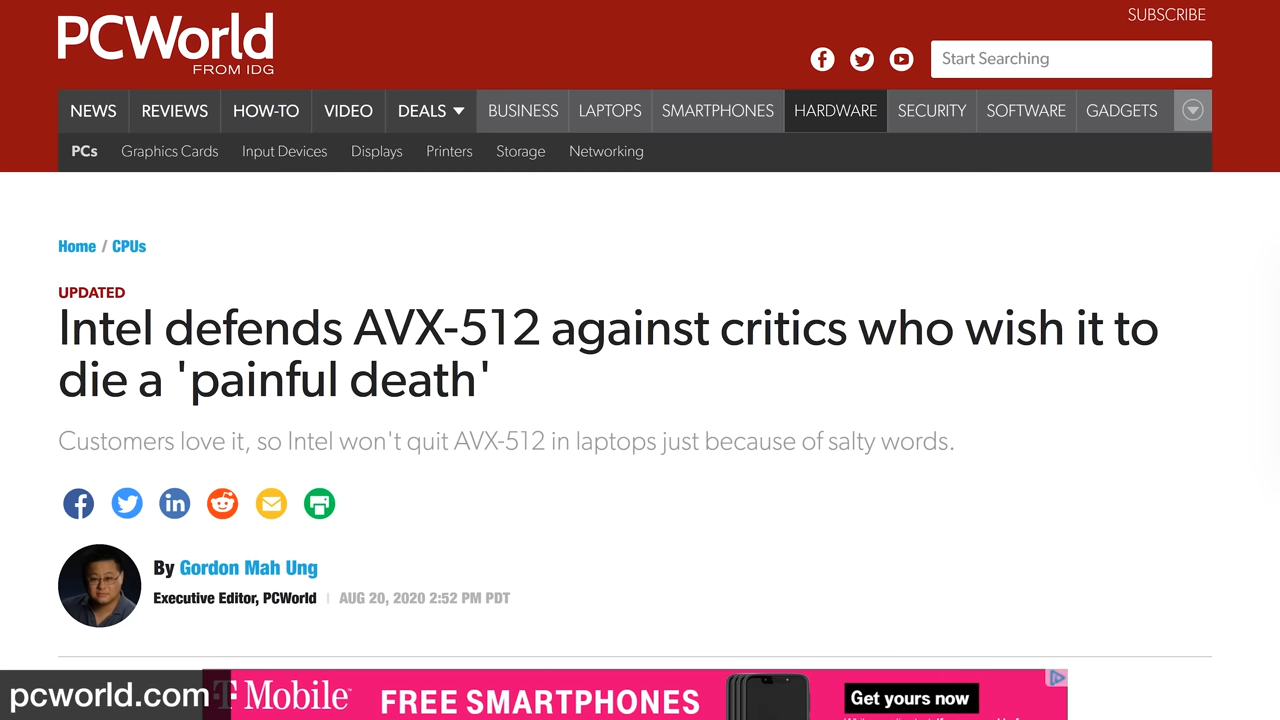 SUBSCRIBE
PCWorld
FROM IDG
Start Searching
NEWS REVIEWS HOW-TO VIDEO DEALS BUSINESS LAPTOPS SMARTPHONES HARDWARE SECURITY SOFTWARE GADGETS
PCs Graphics Cards Input Devices Displays Printers Storage Networking
Home / CPUs
UPDATED
Intel defends AVX-512 against critics who wish it to
die a 'painful death'
Customers love it, so Intel won't quit AVX-512 in laptops just because of salty words.
By Gordon Mah Ung
Executive Editor, PCWorld | AUG 20, 2020 2:52 PM PDT
pcworld.com
T Mobile
FREE SMARTPHONES
Get yours now